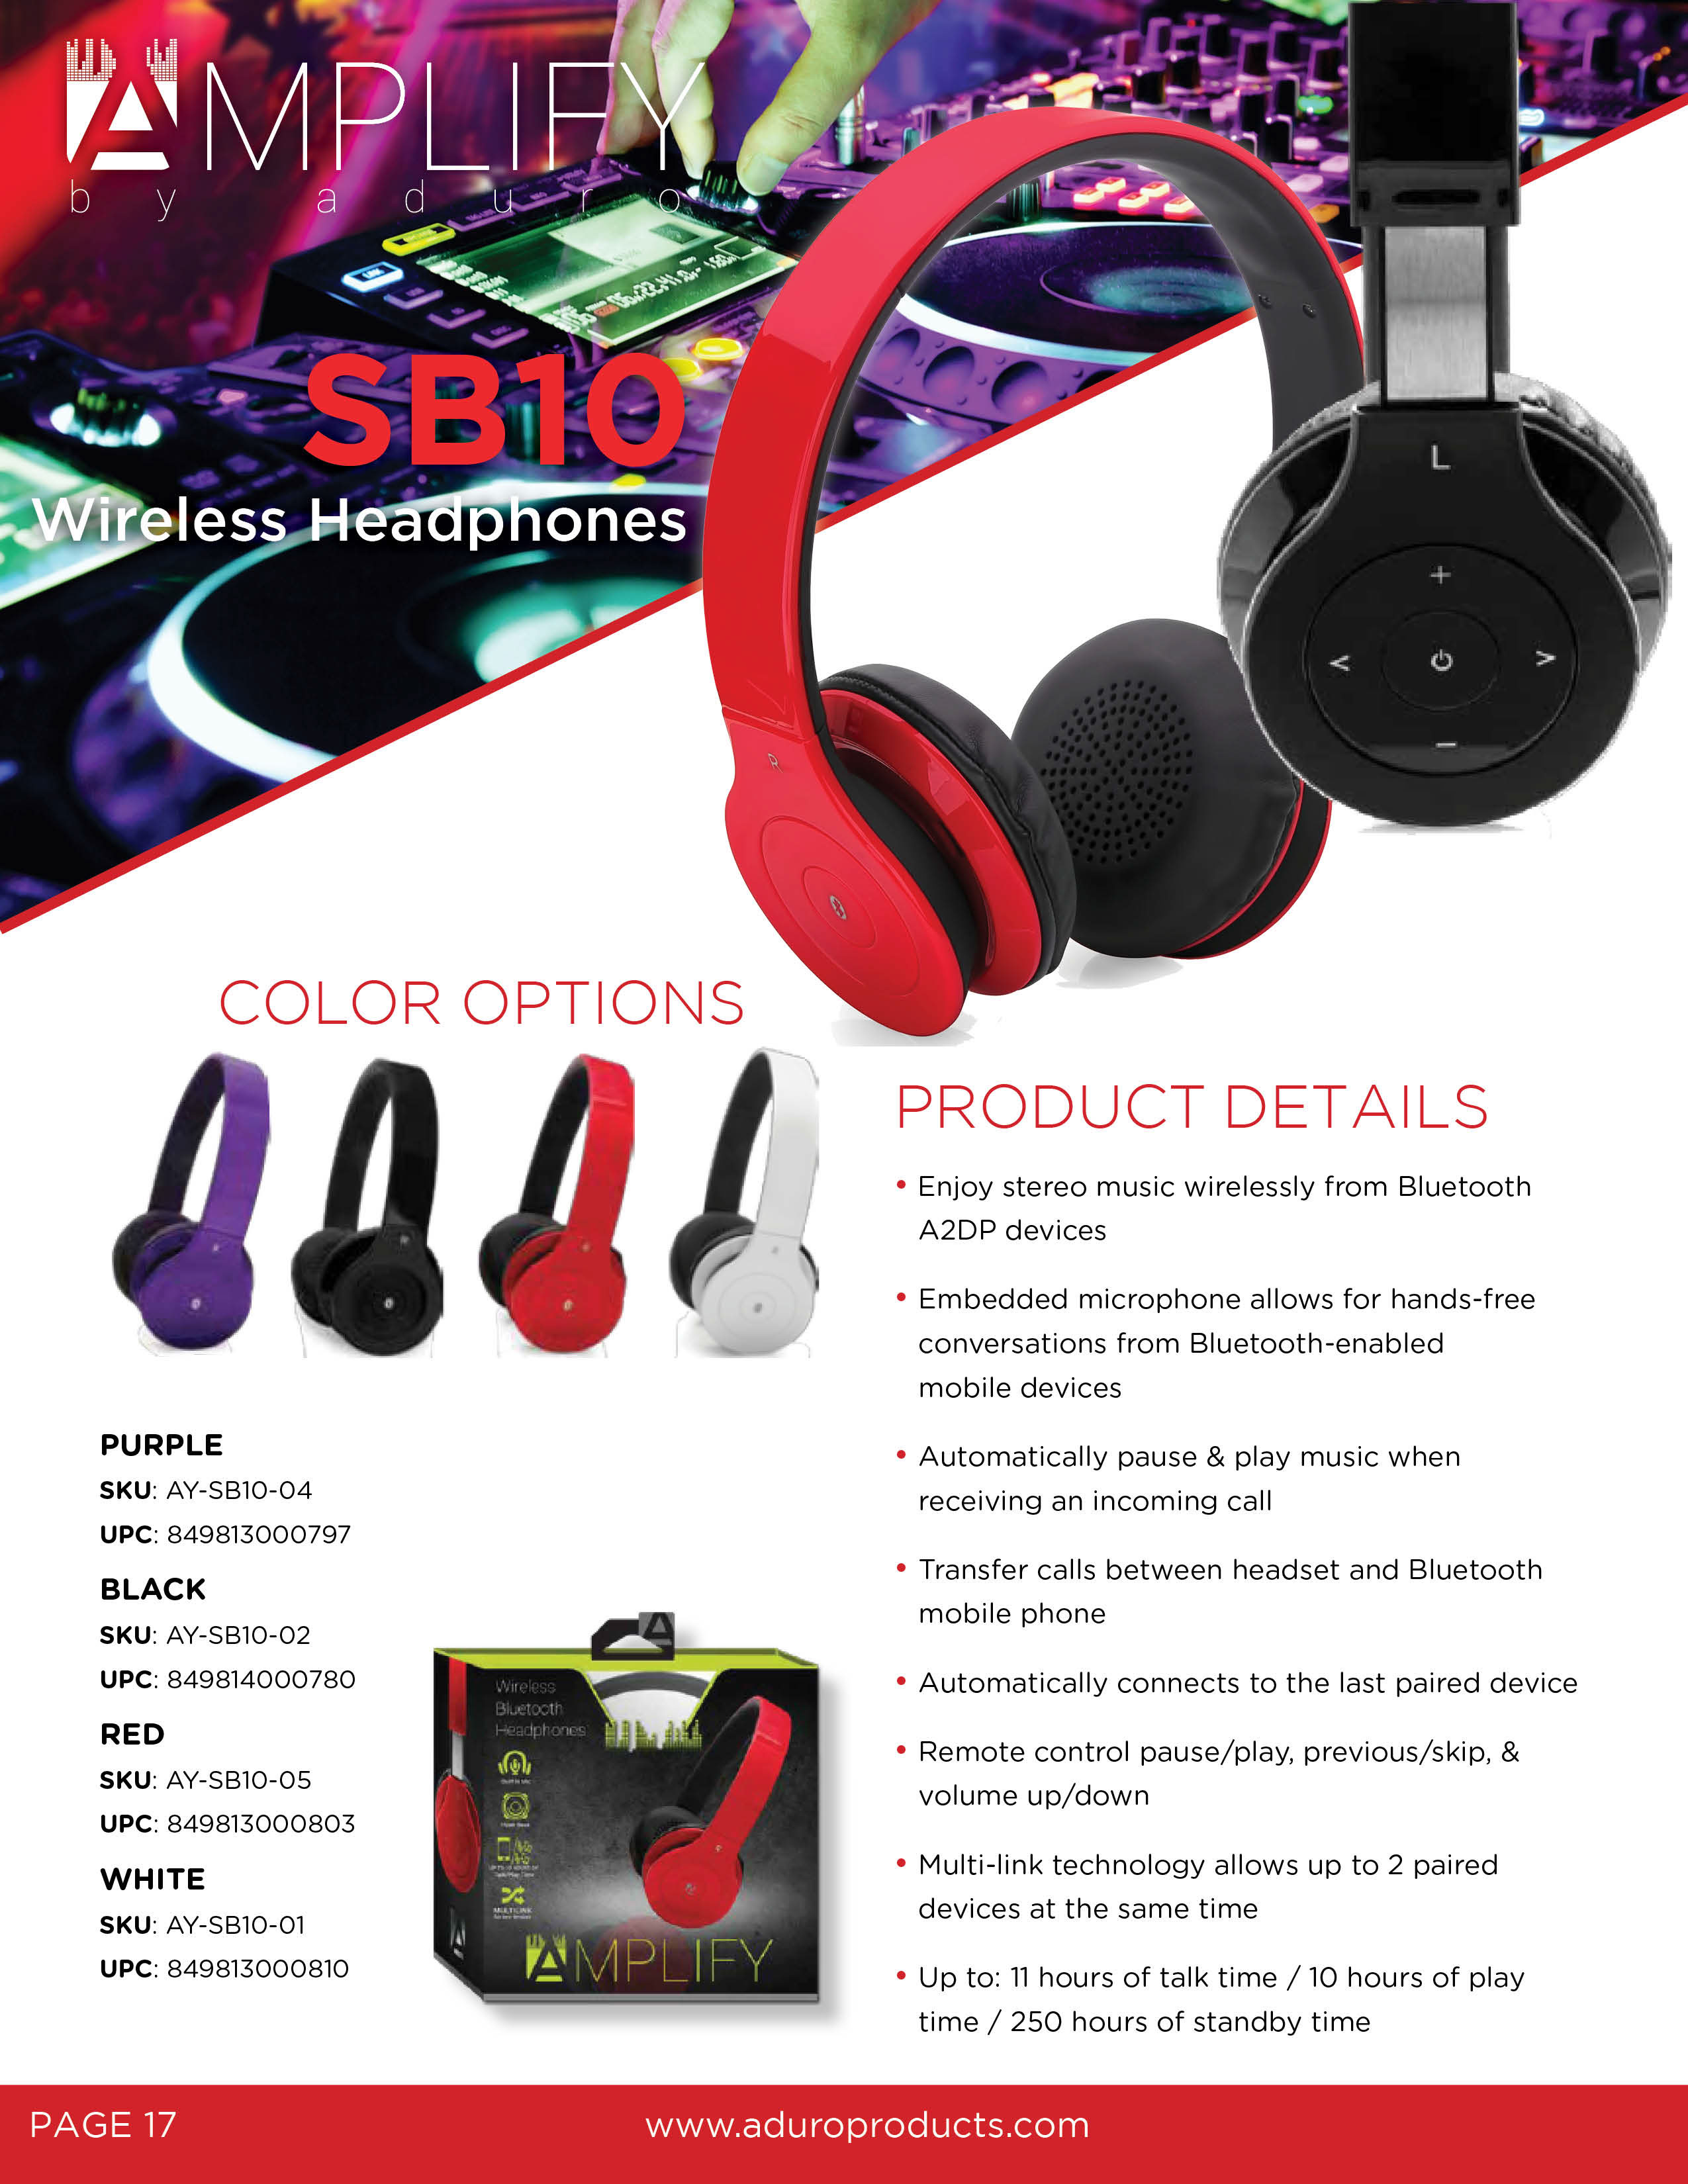 AMPLIFY
by aduro
SB10
Wireless Headphones
L
+
<
>
−
R
COLOR OPTIONS
PURPLE
SKU: AY-SB10-04
UPC: 849813000797
BLACK
SKU: AY-SB10-02
UPC: 849814000780
RED
SKU: AY-SB10-05
UPC: 849813000803
WHITE
SKU: AY-SB10-01
UPC: 849813000810
Wireless
Bluetooth
Headphones
MULTILINK
AMPLIFY
PRODUCT DETAILS
• Enjoy stereo music wirelessly from Bluetooth
A2DP devices
• Embedded microphone allows for hands-free
conversations from Bluetooth-enabled
mobile devices
• Automatically pause & play music when
receiving an incoming call
• Transfer calls between headset and Bluetooth
mobile phone
• Automatically connects to the last paired device
• Remote control pause/play, previous/skip, &
volume up/down
• Multi-link technology allows up to 2 paired
devices at the same time
• Up to: 11 hours of talk time / 10 hours of play
time / 250 hours of standby time
PAGE 17
www.aduroproducts.com